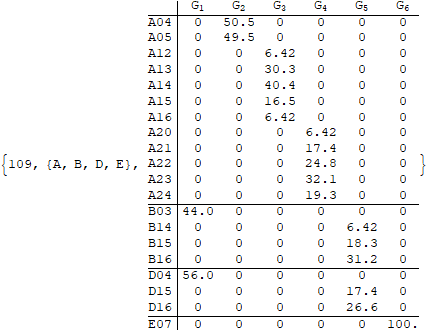 G₁ G₂ G₃ G₄ G₅ G₆
A04 0 50.5 0 0 0 0
A05 0 49.5 0 0 0 0
A12 0 0 6.42 0 0 0
A13 0 0 30.3 0 0 0
A14 0 0 40.4 0 0 0
A15 0 0 16.5 0 0 0
A16 0 0 6.42 0 0 0
A20 0 0 0 6.42 0 0
A21 0 0 0 17.4 0 0
{109, {A, B, D, E}, A22 0 0 0 24.8 0 0 }
A23 0 0 0 32.1 0 0
A24 0 0 0 19.3 0 0
B03 44.0 0 0 0 0 0
B14 0 0 0 0 6.42 0
B15 0 0 0 0 18.3 0
B16 0 0 0 0 31.2 0
D04 56.0 0 0 0 0 0
D15 0 0 0 0 17.4 0
D16 0 0 0 0 26.6 0
E07 0 0 0 0 0 100.